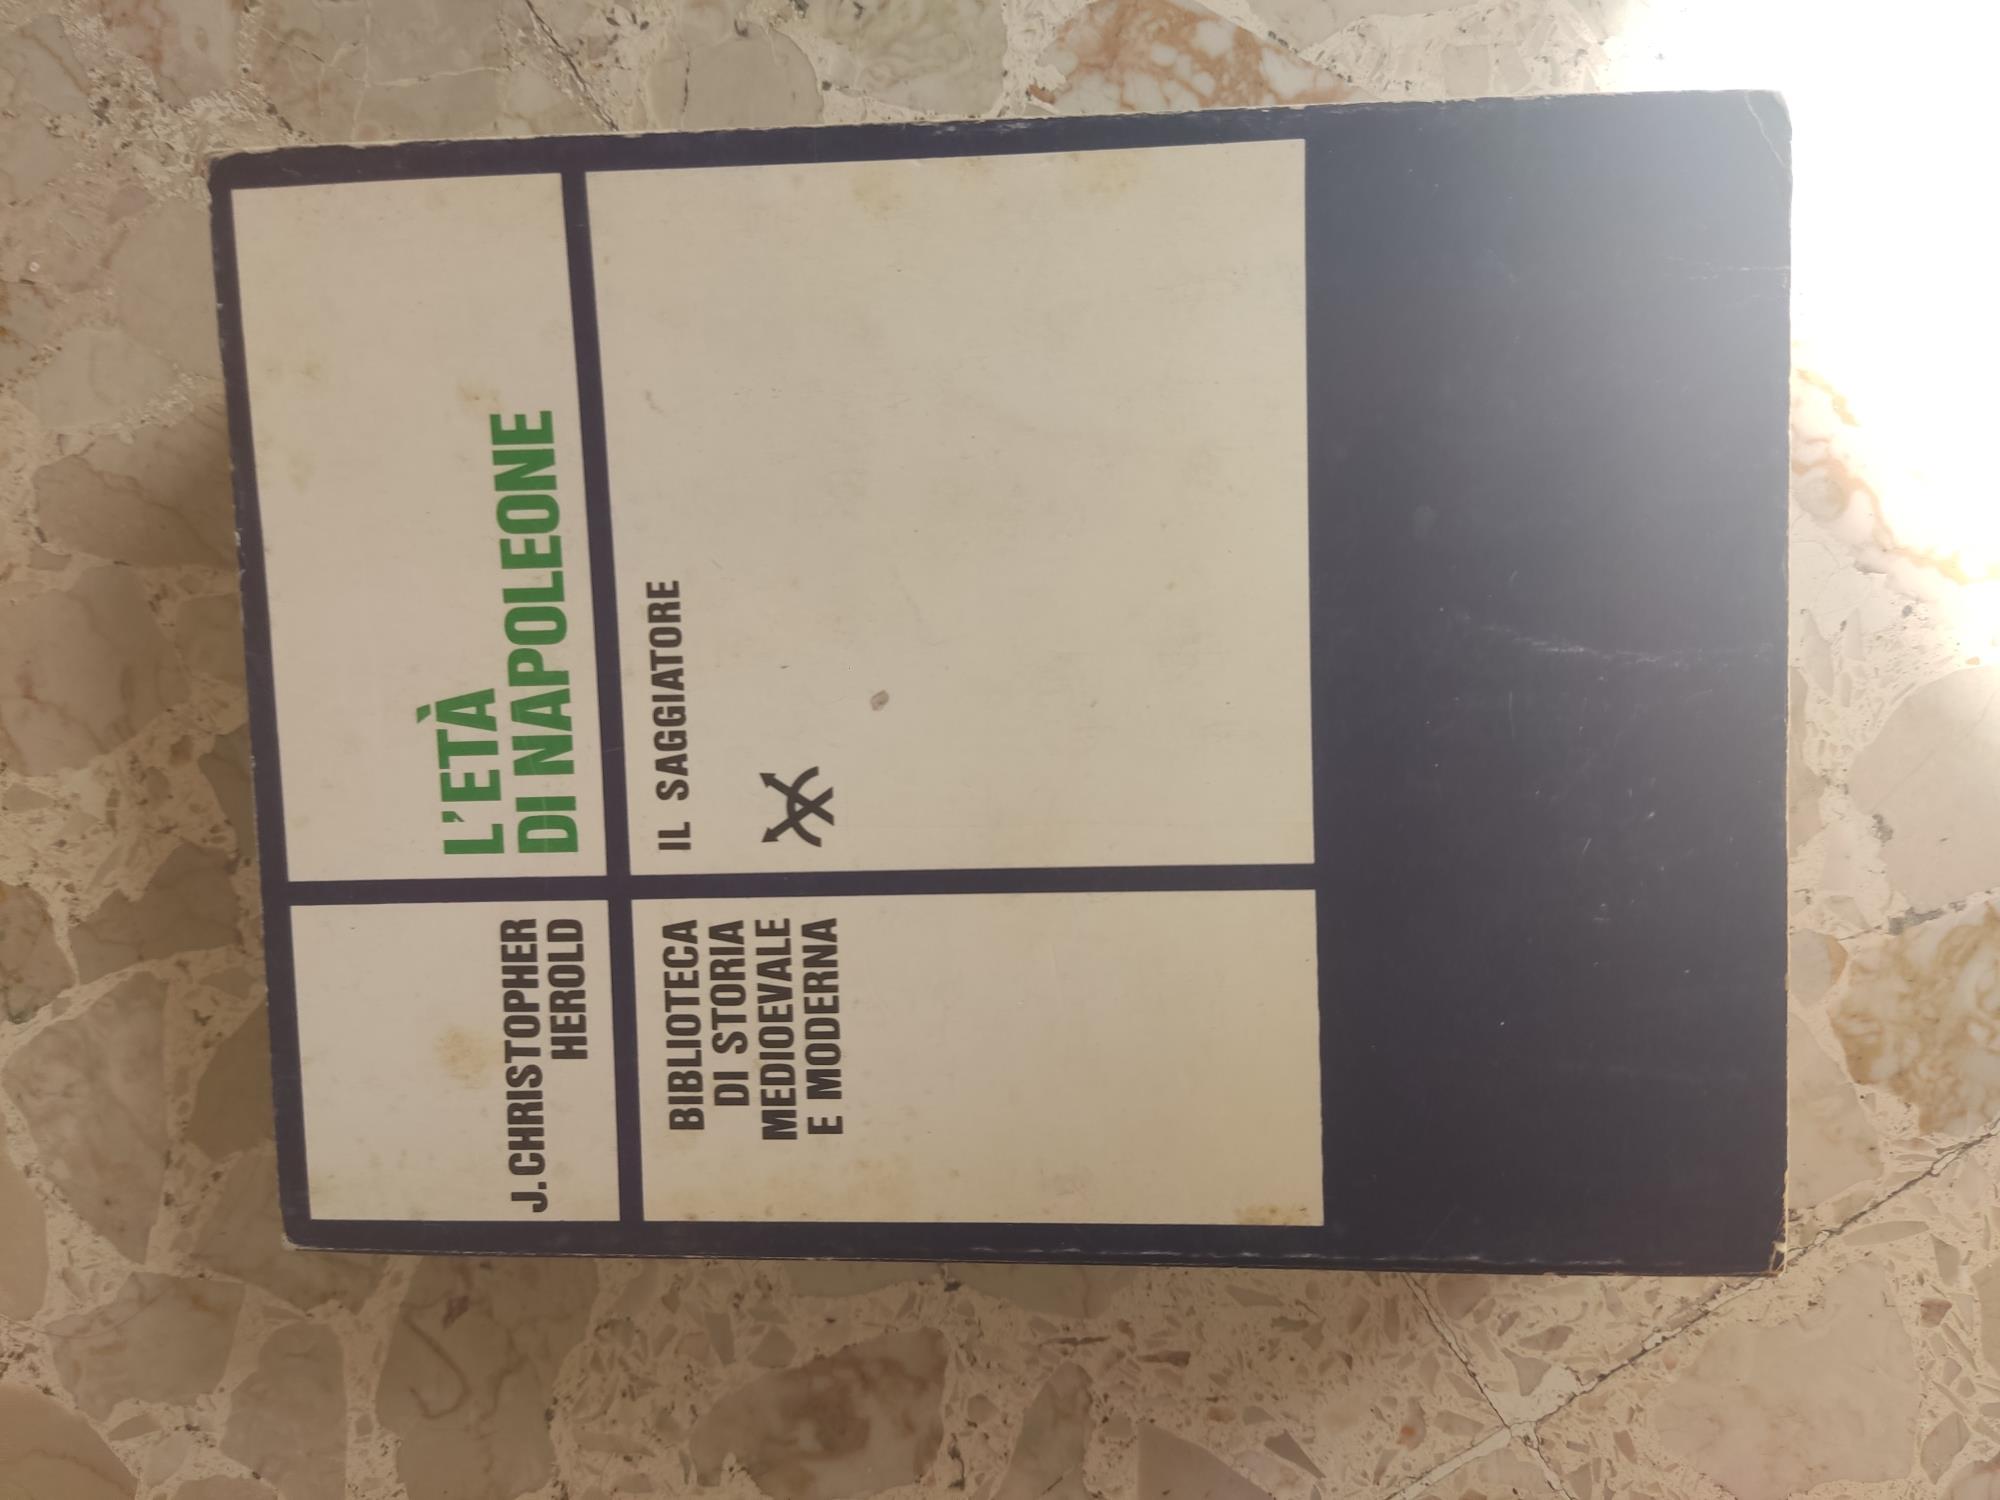 J. CHRISTOPHER
HEROLD
L'ETÀ
DI NAPOLEONE
BIBLIOTECA
DI STORIA
MEDIOEVALE
E MODERNA
IL SAGGIATORE